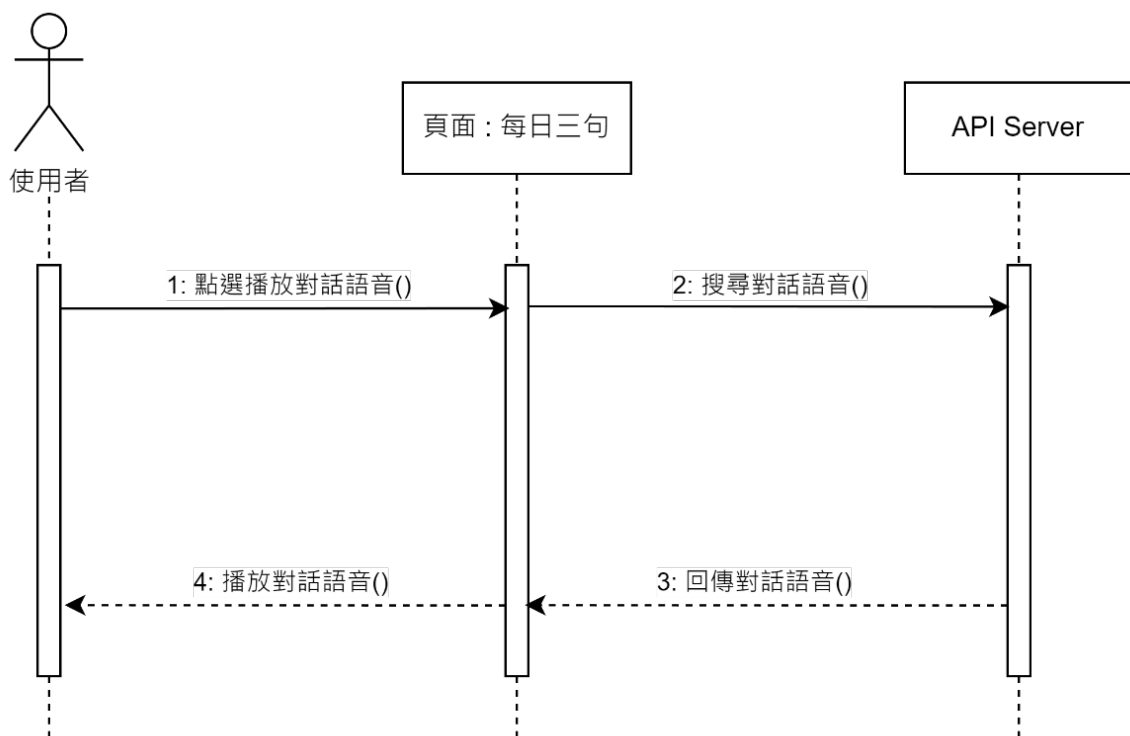 使用者
頁面 : 每日三句
API Server
1: 點選播放對話語音()
2: 搜尋對話語音()
4: 播放對話語音()
3: 回傳對話語音()